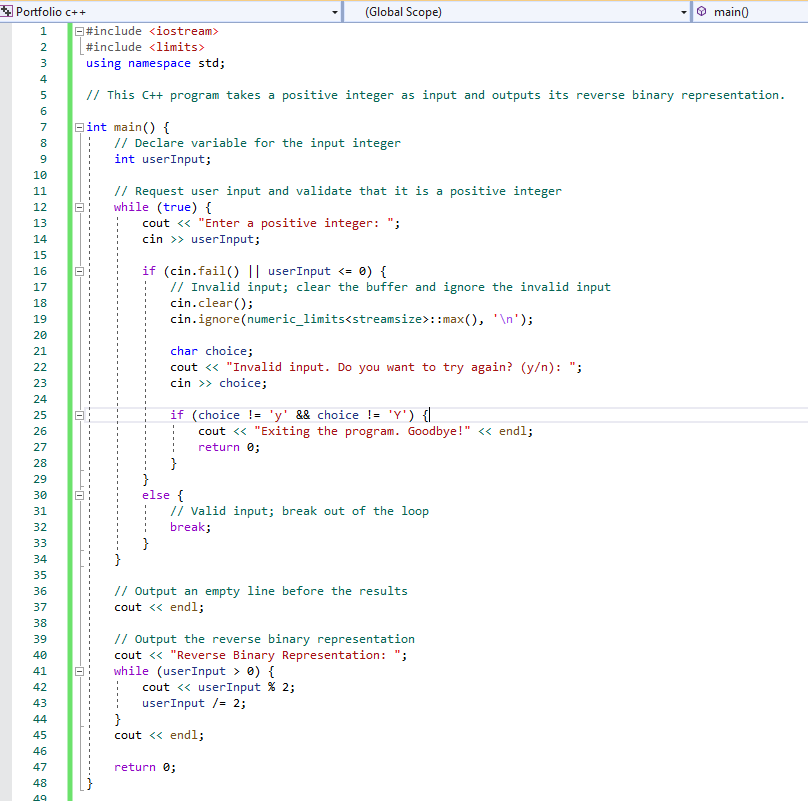 Portfolio c++ (Global Scope) main()
1 #include <iostream>
2 #include <limits>
3 using namespace std;
4
5 // This C++ program takes a positive integer as input and outputs its reverse binary representation.
6
7 int main() {
8 // Declare variable for the input integer
9 int userInput;
10
11 // Request user input and validate that it is a positive integer
12 while (true) {
13 cout << "Enter a positive integer: ";
14 cin >> userInput;
15
16 if (cin.fail() || userInput <= 0) {
17 // Invalid input; clear the buffer and ignore the invalid input
18 cin.clear();
19 cin.ignore(numeric_limits<streamsize>::max(), '\n');
20
21 char choice;
22 cout << "Invalid input. Do you want to try again? (y/n): ";
23 cin >> choice;
24
25 if (choice != 'y' && choice != 'Y') {
26 cout << "Exiting the program. Goodbye!" << endl;
27 return 0;
28 }
29 }
30 else {
31 // Valid input; break out of the loop
32 break;
33 }
34 }
35
36 // Output an empty line before the results
37 cout << endl;
38
39 // Output the reverse binary representation
40 cout << "Reverse Binary Representation: ";
41 while (userInput > 0) {
42 cout << userInput % 2;
43 userInput /= 2;
44 }
45 cout << endl;
46
47 return 0;
48 }
49